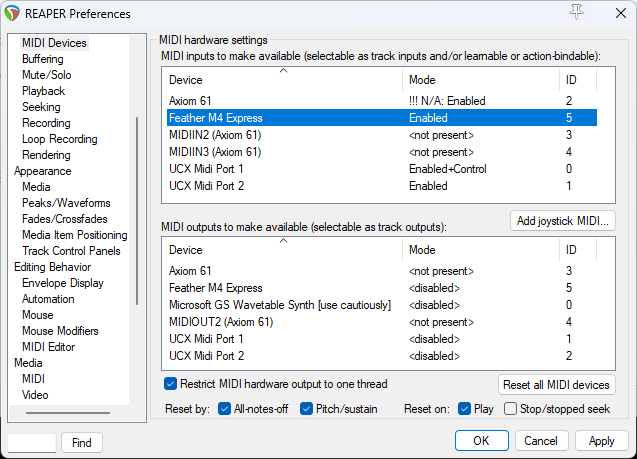 REAPER Preferences
MIDI Devices
Buffering
Mute/Solo
Playback
Seeking
Recording
Loop Recording
Rendering
Appearance
Media
Peaks/Waveforms
Fades/Crossfades
Media Item Positioning
Track Control Panels
Editing Behavior
Envelope Display
Automation
Mouse
Mouse Modifiers
MIDI Editor
Media
MIDI
Video
Find
MIDI hardware settings
MIDI inputs to make available (selectable as track inputs and/or learnable or action-bindable):
Device Mode ID
Axiom 61 !!! N/A: Enabled 2
Feather M4 Express Enabled 5
MIDIIN2 (Axiom 61) <not present> 3
MIDIIN3 (Axiom 61) <not present> 4
UCX Midi Port 1 Enabled+Control 0
UCX Midi Port 2 Enabled 1
Add joystick MIDI...
MIDI outputs to make available (selectable as track outputs):
Device Mode ID
Axiom 61 <not present> 3
Feather M4 Express <disabled> 5
Microsoft GS Wavetable Synth [use cautiously] <disabled> 0
MIDIOUT2 (Axiom 61) <not present> 4
UCX Midi Port 1 <disabled> 1
UCX Midi Port 2 <disabled> 2
Restrict MIDI hardware output to one thread Reset all MIDI devices
Reset by: All-notes-off Pitch/sustain Reset on: Play Stop/stopped seek
OK Cancel Apply